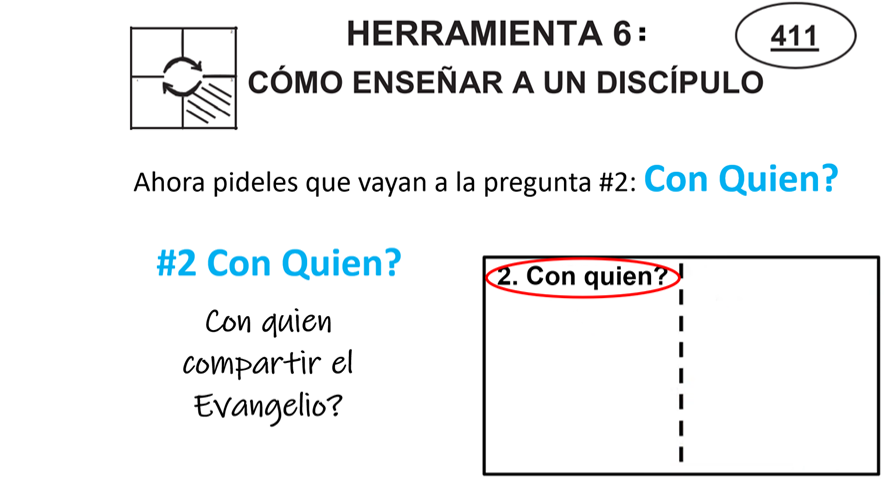 HERRAMIENTA 6:
411
CÓMO ENSEÑAR A UN DISCÍPULO
Ahora pideles que vayan a la pregunta #2: Con Quien?
#2 Con Quien?
Con quien
compartir el
Evangelio?
2. Con quien?